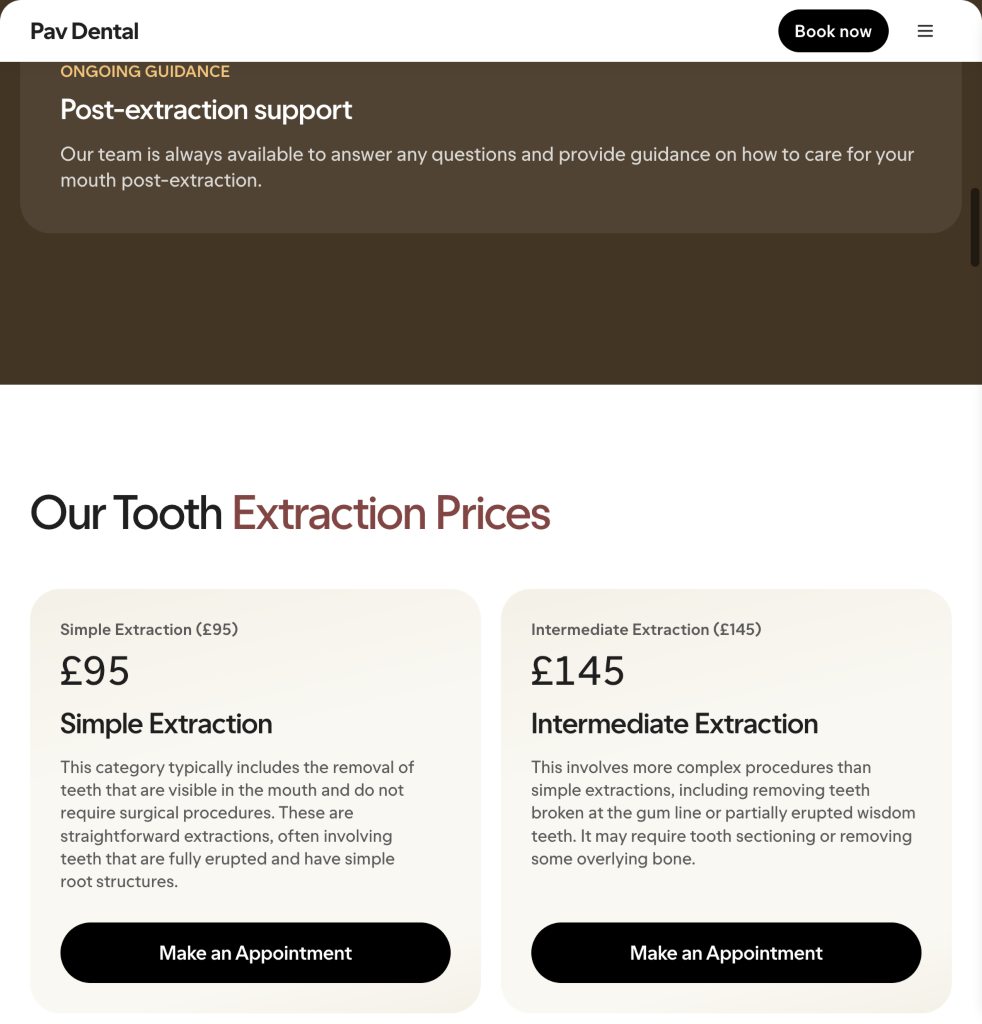 Pav Dental
Book now
ONGOING GUIDANCE
Post-extraction support
Our team is always available to answer any questions and provide guidance on how to care for your
mouth post-extraction.
Our Tooth Extraction Prices
Simple Extraction (£95)
£95
Simple Extraction
This category typically includes the removal of
teeth that are visible in the mouth and do not
require surgical procedures. These are
straightforward extractions, often involving
teeth that are fully erupted and have simple
root structures.
Make an Appointment
Intermediate Extraction (£145)
£145
Intermediate Extraction
This involves more complex procedures than
simple extractions, including removing teeth
broken at the gum line or partially erupted wisdom
teeth. It may require tooth sectioning or removing
some overlying bone.
Make an Appointment